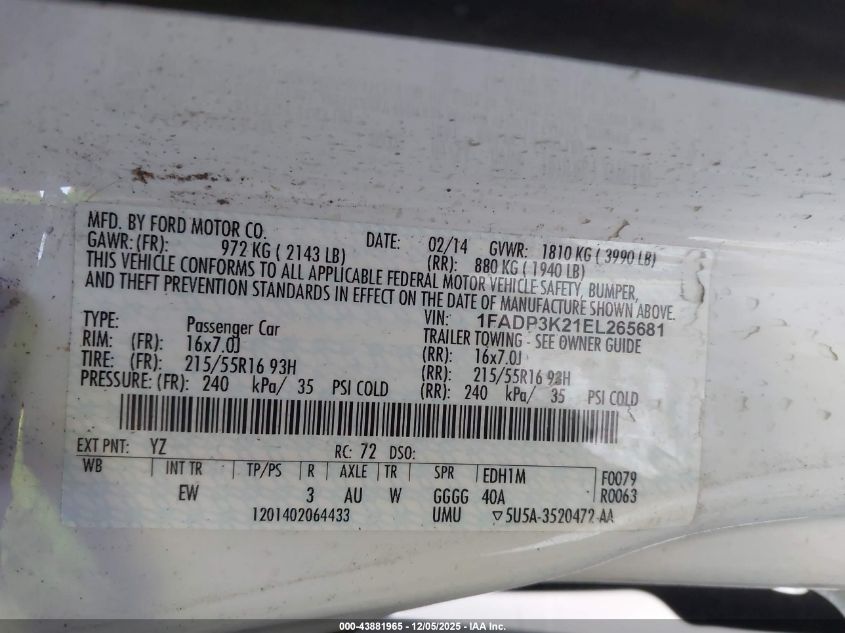 MFD. BY FORD MOTOR CO. DATE: 02/14 GVWR: 1810 KG ( 3990 LB)
GAWR: (FR): 972 KG ( 2143 LB) (RR): 880 KG ( 1940 LB)
THIS VEHICLE CONFORMS TO ALL APPLICABLE FEDERAL MOTOR VEHICLE SAFETY, BUMPER,
AND THEFT PREVENTION STANDARDS IN EFFECT ON THE DATE OF MANUFACTURE SHOWN ABOVE.
VIN: 1FADP3K21EL265681
TYPE: Passenger Car TRAILER TOWING - SEE OWNER GUIDE
RIM: (FR): 16x7.0J (RR): 16x7.0J
TIRE: (FR): 215/55R16 93H (RR): 215/55R16 93H
PRESSURE: (FR): 240 kPa/ 35 PSI COLD (RR): 240 kPa/ 35 PSI COLD
EXT PNT: YZ RC: 72 DSO:
WB INT TR TP/PS R AXLE TR SPR EDH1M F0079
EW 3 AU W GGGG 40A R0063
1201402064433 UMU ▽5U5A-3520472-AA
000-43881965 - 12/05/2025 - IAA Inc.